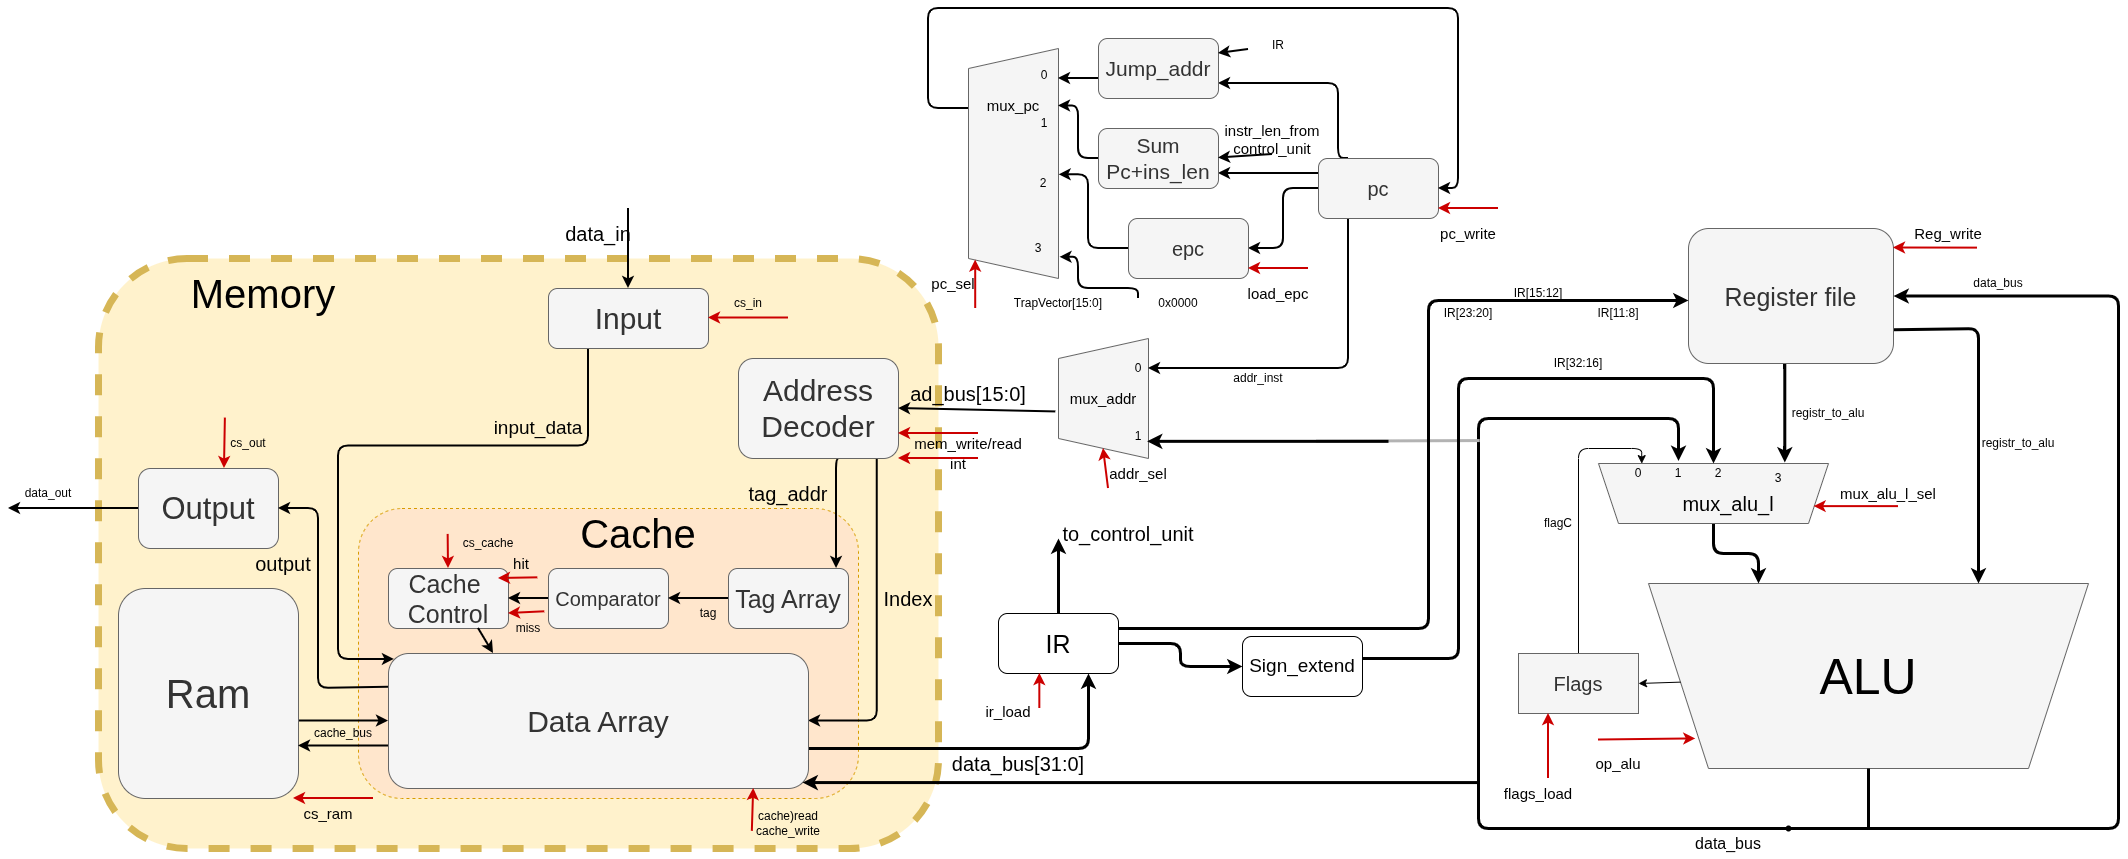 IR
Jump_addr
0
mux_pc
1
instr_len_from
control_unit
Sum
Pc+ins_len
2
pc
3
epc
pc_write
pc_sel
TrapVector[15:0]
0x0000
load_epc
data_in
Memory
Input
cs_in
Address
Decoder
ad_bus[15:0]
mem_write/read
int
input_data
cs_out
data_out
Output
output
tag_addr
Cache
cs_cache
hit
Cache
Control
miss
Comparator
tag
Tag Array
Index
Ram
cache_bus
Data Array
cs_ram
cache)read
cache_write
data_bus[31:0]
0
mux_addr
1
addr_inst
addr_sel
to_control_unit
IR
ir_load
Sign_extend
IR[15:12]
IR[23:20]
IR[11:8]
IR[32:16]
Register file
Reg_write
data_bus
registr_to_alu
registr_to_alu
0
1
2
3
mux_alu_l
mux_alu_l_sel
flagC
Flags
ALU
op_alu
flags_load
data_bus